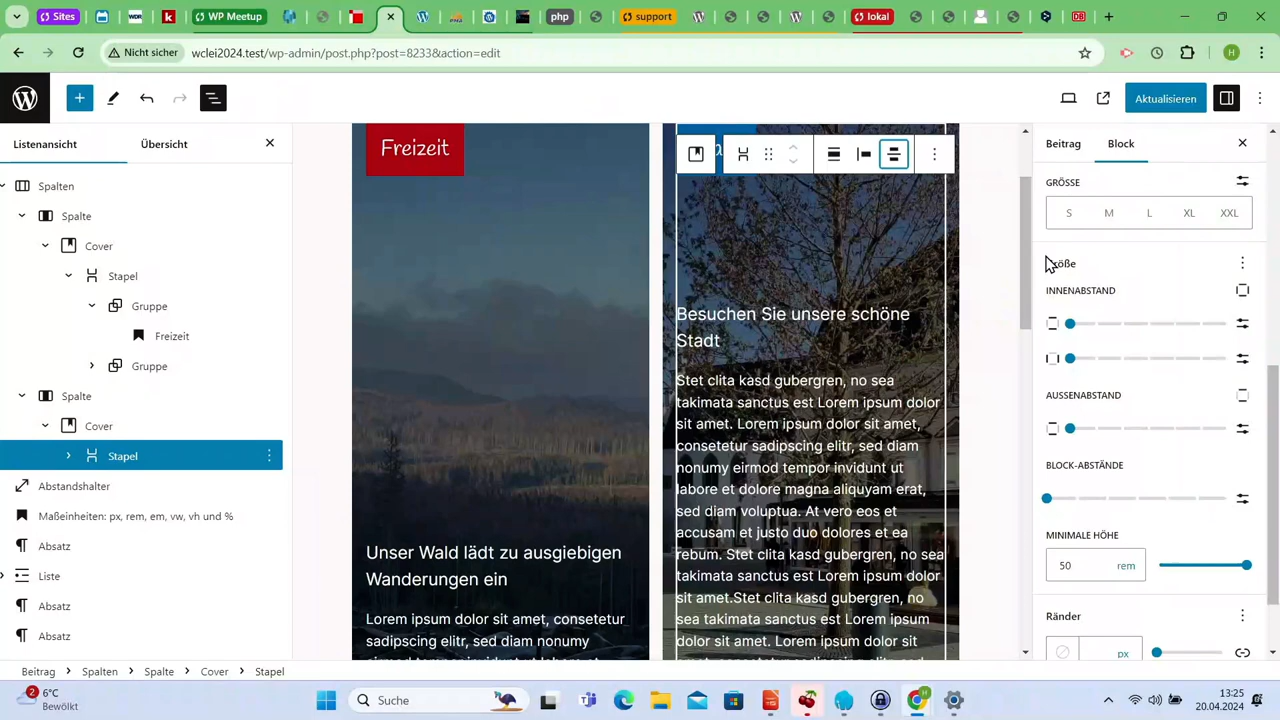 Sites
WDR
WP Meetup
php
support
lokal
DB
Nicht sicher
wclei2024.test/wp-admin/post.php?post=8233&action=edit
H
Aktualisieren
Listenansicht
Übersicht
Spalten
Spalte
Cover
Stapel
Gruppe
Freizeit
Gruppe
Spalte
Cover
Stapel
Abstandshalter
Maßeinheiten: px, rem, em, vw, vh und %
Absatz
Liste
Absatz
Absatz
Freizeit
Unser Wald lädt zu ausgiebigen
Wanderungen ein
Lorem ipsum dolor sit amet, consetetur
sadipscing elitr, sed diam nonumy
Besuchen Sie unsere schöne
Stadt
Stet clita kasd gubergren, no sea
takimata sanctus est Lorem ipsum dolor
sit amet. Lorem ipsum dolor sit amet,
consetetur sadipscing elitr, sed diam
nonumy eirmod tempor invidunt ut
labore et dolore magna aliquyam erat,
sed diam voluptua. At vero eos et
accusam et justo duo dolores et ea
rebum. Stet clita kasd gubergren, no sea
takimata sanctus est Lorem ipsum dolor
sit amet.Stet clita kasd gubergren, no
sea takimata sanctus est Lorem ipsum
dolor sit amet. Lorem ipsum dolor sit
Beitrag
Block
GRÖSSE
S M L XL XXL
INNENABSTAND
AUSSENABSTAND
BLOCK-ABSTÄNDE
MINIMALE HÖHE
50 rem
Ränder
px
Beitrag
Spalten
Spalte
Cover
Stapel
2
6°C
Bewölkt
Suche
13:25
20.04.2024